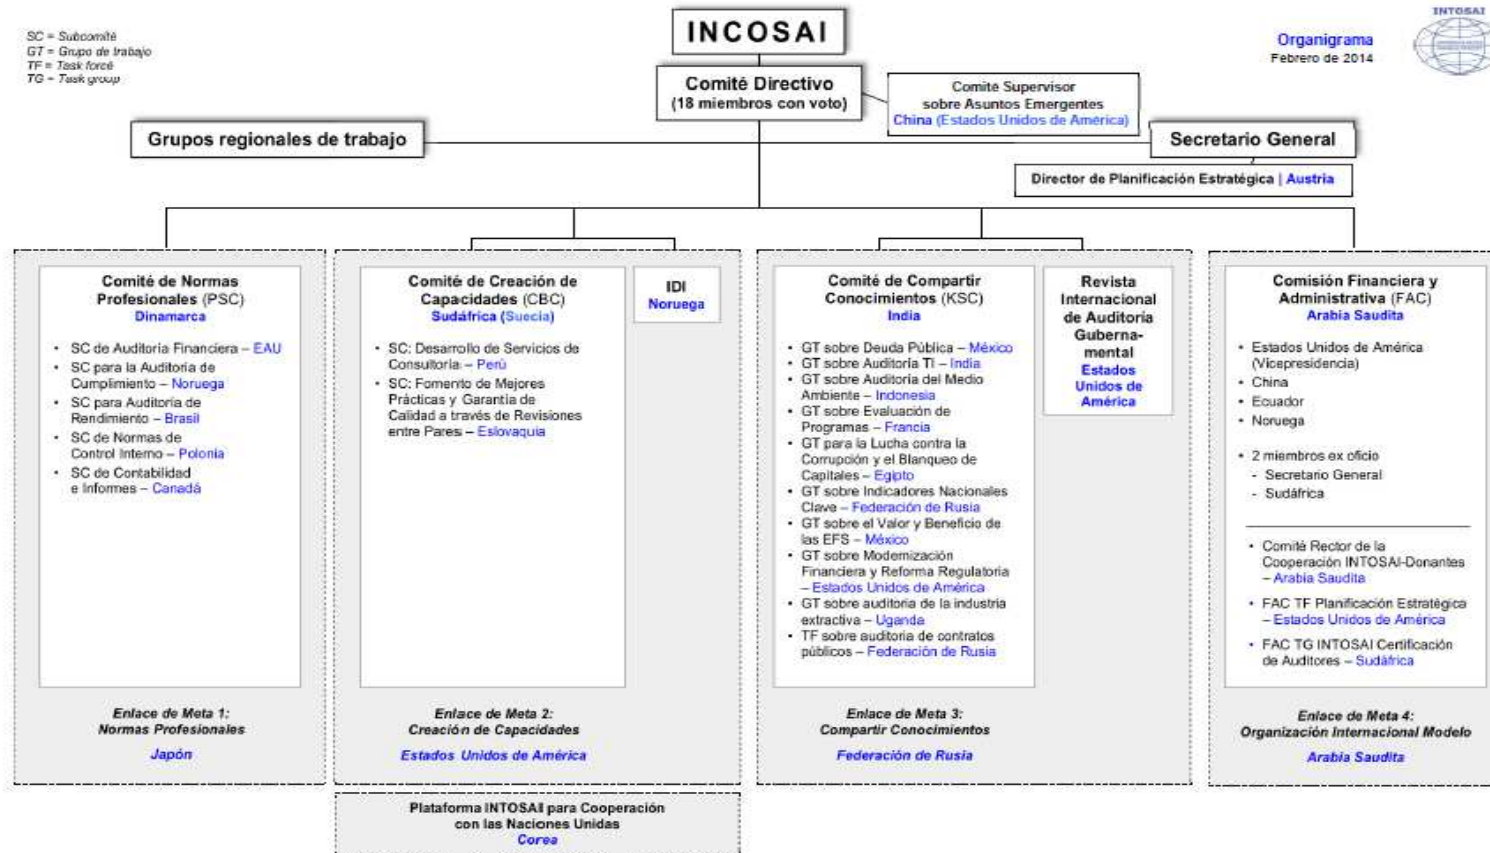 SC = Subcomité
GT = Grupo de trabajo
TF = Task forcé
TG = Task group
INCOSAI
Organigrama
Febrero de 2014
INTOSAI
Comité Directivo
(18 miembros con voto)
Comité Supervisor
sobre Asuntos Emergentes
China (Estados Unidos de América)
Grupos regionales de trabajo
Secretario General
Director de Planificación Estratégica | Austria
Comité de Normas
Profesionales (PSC)
Dinamarca
• SC de Auditoría Financiera – EAU
• SC para la Auditoría de
Cumplimiento – Noruega
• SC para Auditoría de
Rendimiento – Brasil
• SC de Normas de
Control Interno – Polonia
• SC de Contabilidad
e Informes – Canadá
Enlace de Meta 1:
Normas Profesionales
Japón
Comité de Creación de
Capacidades (CBC)
Sudáfrica (Suecia)
• SC: Desarrollo de Servicios de
Consultoría – Perú
• SC: Fomento de Mejores
Prácticas y Garantía de
Calidad a través de Revisiones
entre Pares – Eslovaquia
IDI
Noruega
Enlace de Meta 2:
Creación de Capacidades
Estados Unidos de América
Plataforma INTOSAI para Cooperación
con las Naciones Unidas
Corea
Comité de Compartir
Conocimientos (KSC)
India
• GT sobre Deuda Pública – México
• GT sobre Auditoría TI – India
• GT sobre Auditoría del Medio
Ambiente – Indonesia
• GT sobre Evaluación de
Programas – Francia
• GT para la Lucha contra la
Corrupción y el Blanqueo de
Capitales – Egipto
• GT sobre Indicadores Nacionales
Clave – Federación de Rusia
• GT sobre el Valor y Beneficio de
las EFS – México
• GT sobre Modernización
Financiera y Reforma Regulatoria
– Estados Unidos de América
• GT sobre auditoría de la industria
extractiva – Uganda
• TF sobre auditoría de contratos
públicos – Federación de Rusia
Revista
Internacional
de Auditoría
Guberna-
mental
Estados
Unidos de
América
Enlace de Meta 3:
Compartir Conocimientos
Federación de Rusia
Comisión Financiera y
Administrativa (FAC)
Arabia Saudita
• Estados Unidos de América
(Vicepresidencia)
• China
• Ecuador
• Noruega
• 2 miembros ex oficio
- Secretario General
- Sudáfrica
• Comité Rector de la
Cooperación INTOSAI-Donantes
– Arabia Saudita
• FAC TF Planificación Estratégica
– Estados Unidos de América
• FAC TG INTOSAI Certificación
de Auditores – Sudáfrica
Enlace de Meta 4:
Organización Internacional Modelo
Arabia Saudita